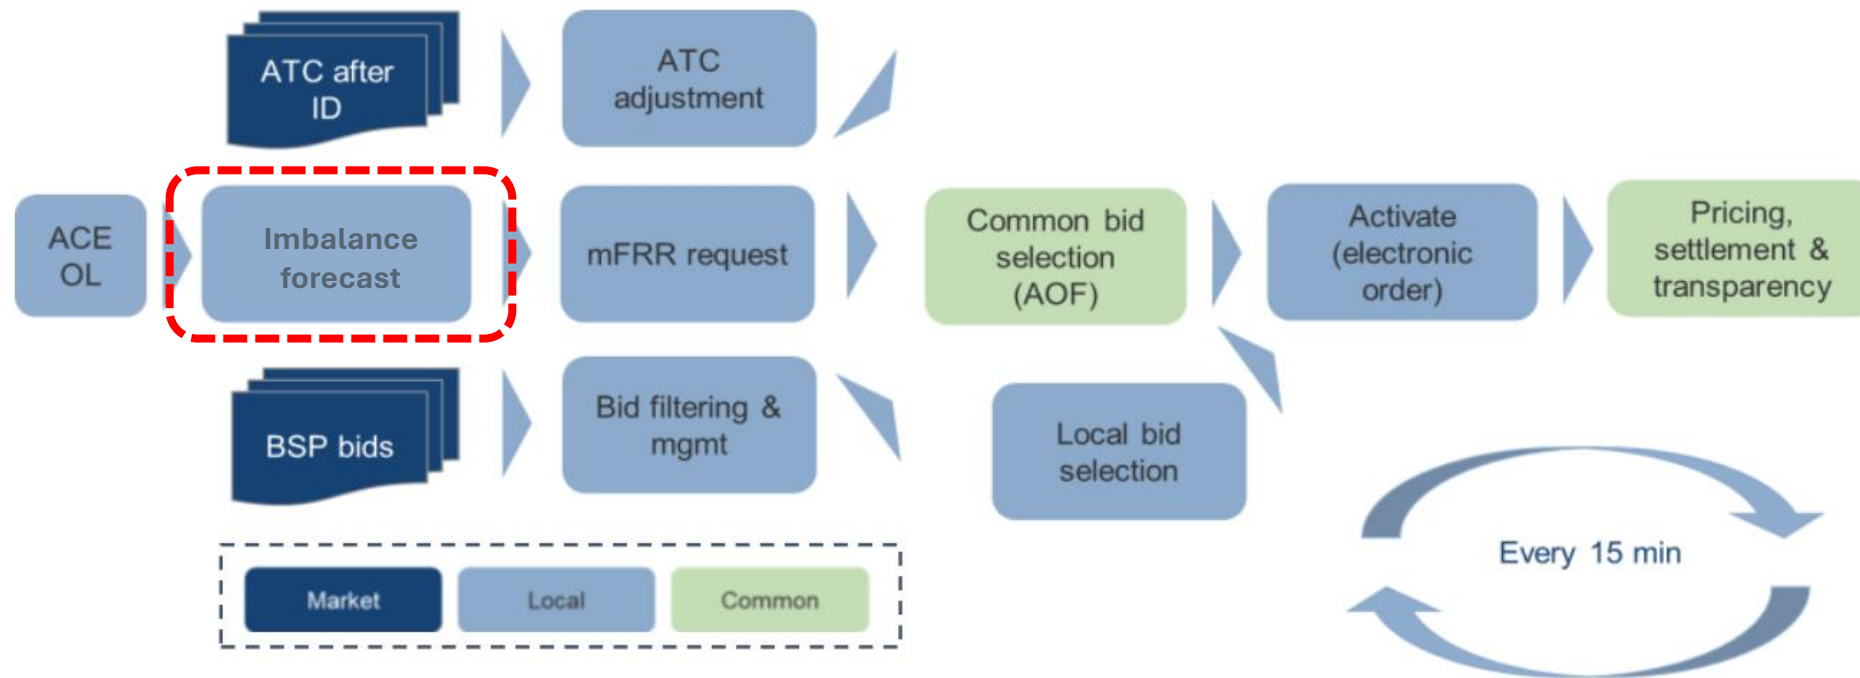 ATC after
ID
ATC
adjustment
ACE
OL
Imbalance
forecast
mFRR request
Common bid
selection
(AOF)
Activate
(electronic
order)
Pricing,
settlement &
transparency
BSP bids
Bid filtering &
mgmt
Local bid
selection
Every 15 min
Market
Local
Common